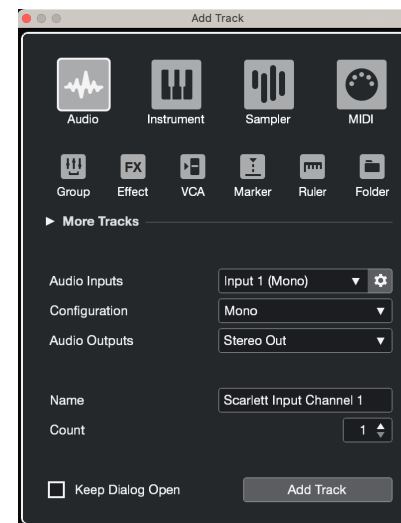 Add Track
Audio Instrument Sampler MIDI
FX
Group Effect VCA Marker Ruler Folder
More Tracks
Audio Inputs Input 1 (Mono)
Configuration Mono
Audio Outputs Stereo Out
Name Scarlett Input Channel 1
Count 1
Keep Dialog Open Add Track